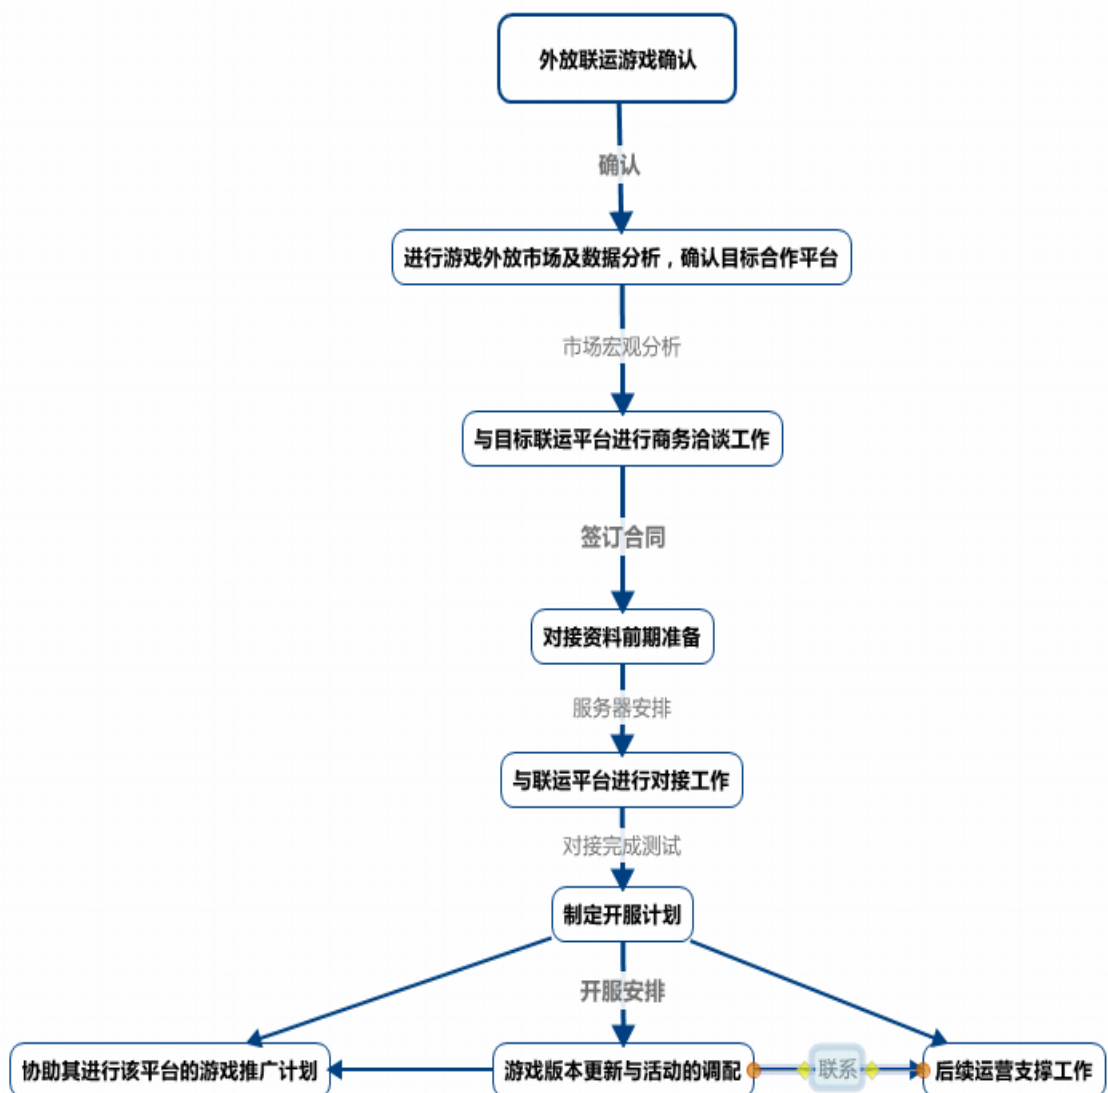 外放联运游戏确认
确认
进行游戏外放市场及数据分析，确认目标合作平台
市场宏观分析
与目标联运平台进行商务洽谈工作
签订合同
对接资料前期准备
服务器安排
与联运平台进行对接工作
对接完成测试
制定开服计划
开服安排
协助其进行该平台的游戏推广计划
游戏版本更新与活动的调配
联系
后续运营支撑工作